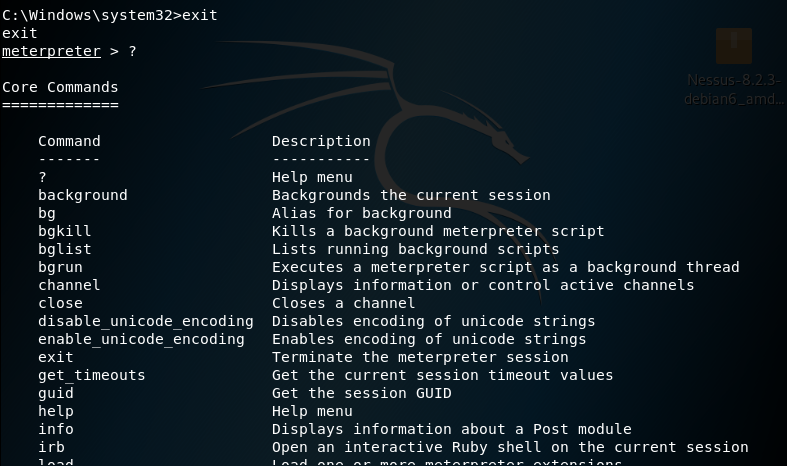 C:\Windows\system32>exit
exit
meterpreter > ?
Core Commands
=============
Command                    Description
-------                    -----------
?                          Help menu
background                 Backgrounds the current session
bg                         Alias for background
bgkill                     Kills a background meterpreter script
bglist                     Lists running background scripts
bgrun                      Executes a meterpreter script as a background thread
channel                    Displays information or control active channels
close                      Closes a channel
disable_unicode_encoding   Disables encoding of unicode strings
enable_unicode_encoding    Enables encoding of unicode strings
exit                       Terminate the meterpreter session
get_timeouts               Get the current session timeout values
guid                       Get the session GUID
help                       Help menu
info                       Displays information about a Post module
irb                        Open an interactive Ruby shell on the current session
load                       Load one or more meterpreter extensions
Nessus-8.2.3-
debian6_amd...